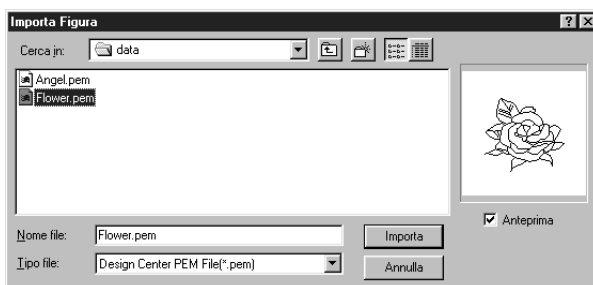 Importa Figura
Cerca in: data
Angel.pem
Flower.pem
Anteprima
Nome file: Flower.pem Importa
Tipo file: Design Center PEM File(*.pem) Annulla